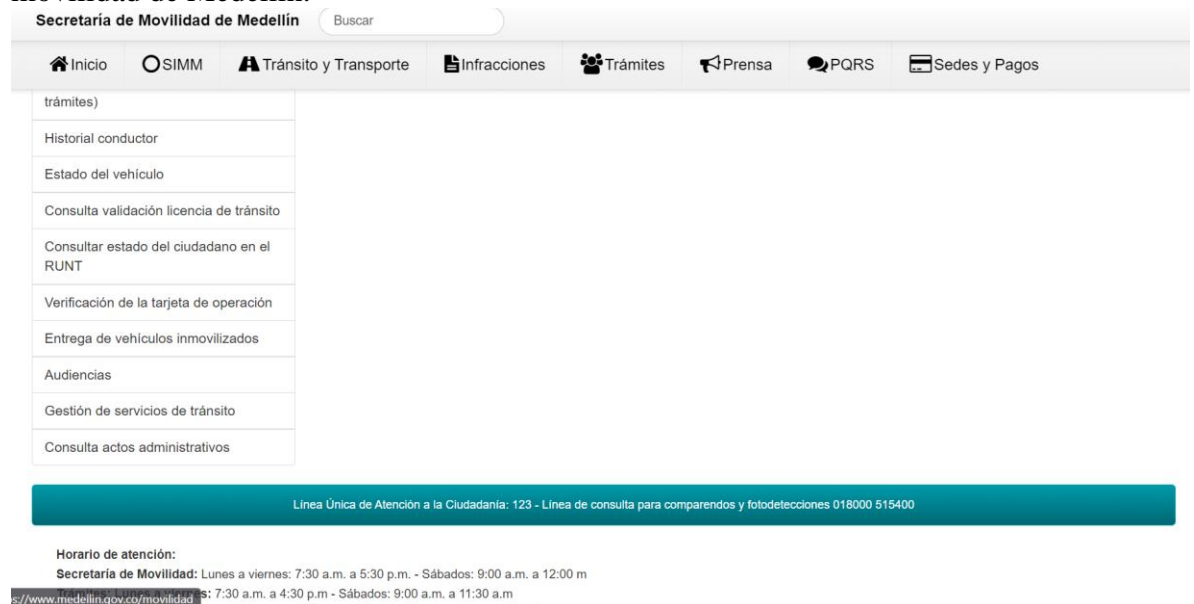 Secretaría de Movilidad de Medellín Buscar
Inicio SIMM Tránsito y Transporte Infracciones Trámites Prensa PQRS Sedes y Pagos
trámites)
Historial conductor
Estado del vehículo
Consulta validación licencia de tránsito
Consultar estado del ciudadano en el
RUNT
Verificación de la tarjeta de operación
Entrega de vehículos inmovilizados
Audiencias
Gestión de servicios de tránsito
Consulta actos administrativos
Línea Única de Atención a la Ciudadanía: 123 - Línea de consulta para comparendos y fotodetecciones 018000 515400
Horario de atención:
Secretaría de Movilidad: Lunes a viernes: 7:30 a.m. a 5:30 p.m. - Sábados: 9:00 a.m. a 12:00 m
7:30 a.m. a 4:30 p.m - Sábados: 9:00 a.m. a 11:30 a.m
s://www.medellin.gov.co/movilidad